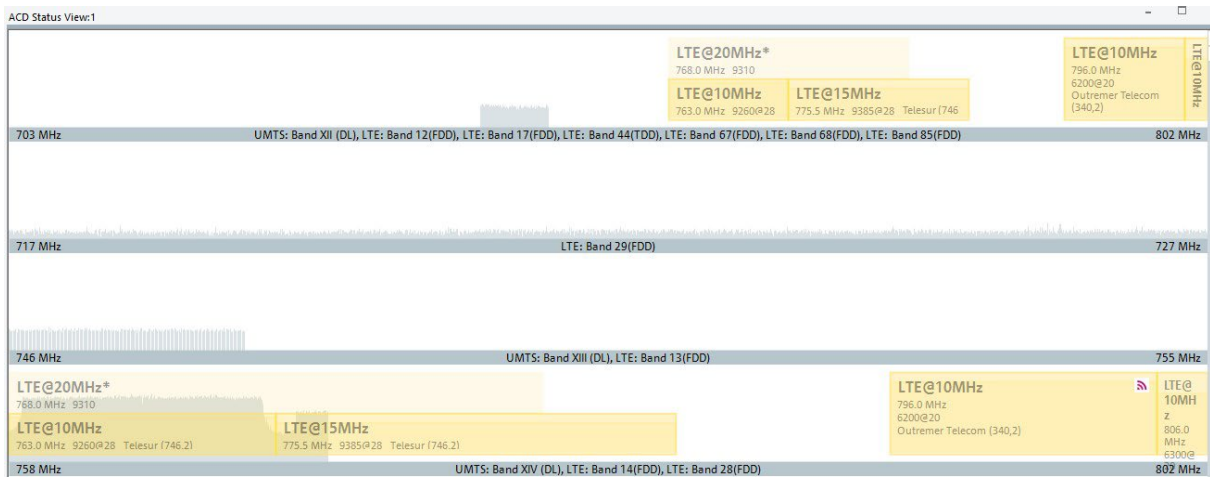 ACD Status View:1
LTE@20MHz*
768.0 MHz 9310
LTE@10MHz
763.0 MHz 9260@28
LTE@15MHz
775.5 MHz 9385@28 Telesur (746
LTE@10MHz
796.0 MHz
6200@20
Outremer Telecom
(340,2)
LTE@10MHz
703 MHz
UMTS: Band XII (DL), LTE: Band 12(FDD), LTE: Band 17(FDD), LTE: Band 44(TDD), LTE: Band 67(FDD), LTE: Band 68(FDD), LTE: Band 85(FDD)
802 MHz
717 MHz
LTE: Band 29(FDD)
727 MHz
746 MHz
UMTS: Band XIII (DL), LTE: Band 13(FDD)
755 MHz
LTE@20MHz*
768.0 MHz 9310
LTE@10MHz
763.0 MHz 9260@28
LTE@15MHz
775.5 MHz 9385@28 Telesur (746.2)
LTE@10MHz
796.0 MHz
6200@20
Outremer Telecom (340,2)
LTE@
10MH
z
806.0
MHz
6300@
758 MHz
UMTS: Band XIV (DL), LTE: Band 14(FDD), LTE: Band 28(FDD)
802 MHz